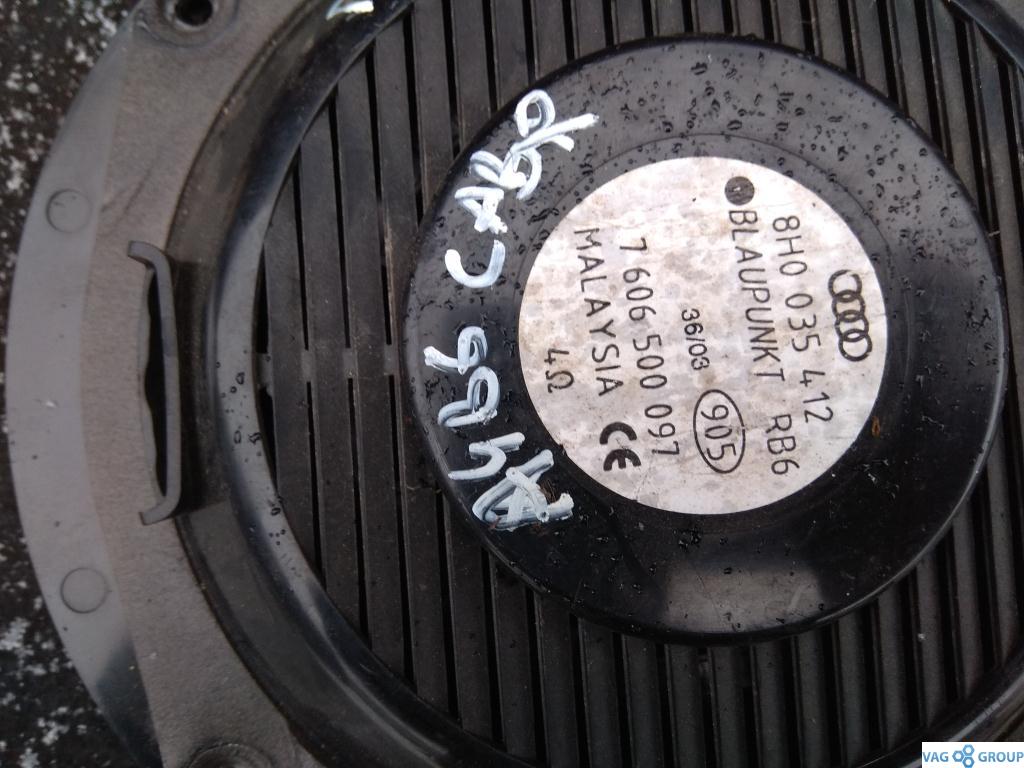 8H0 035 412
BLAUPUNKT RB6
36/03 905
7 606 500 097
MALAYSIA CE
4Ω
A4 B6 CABRO
VAG GROUP